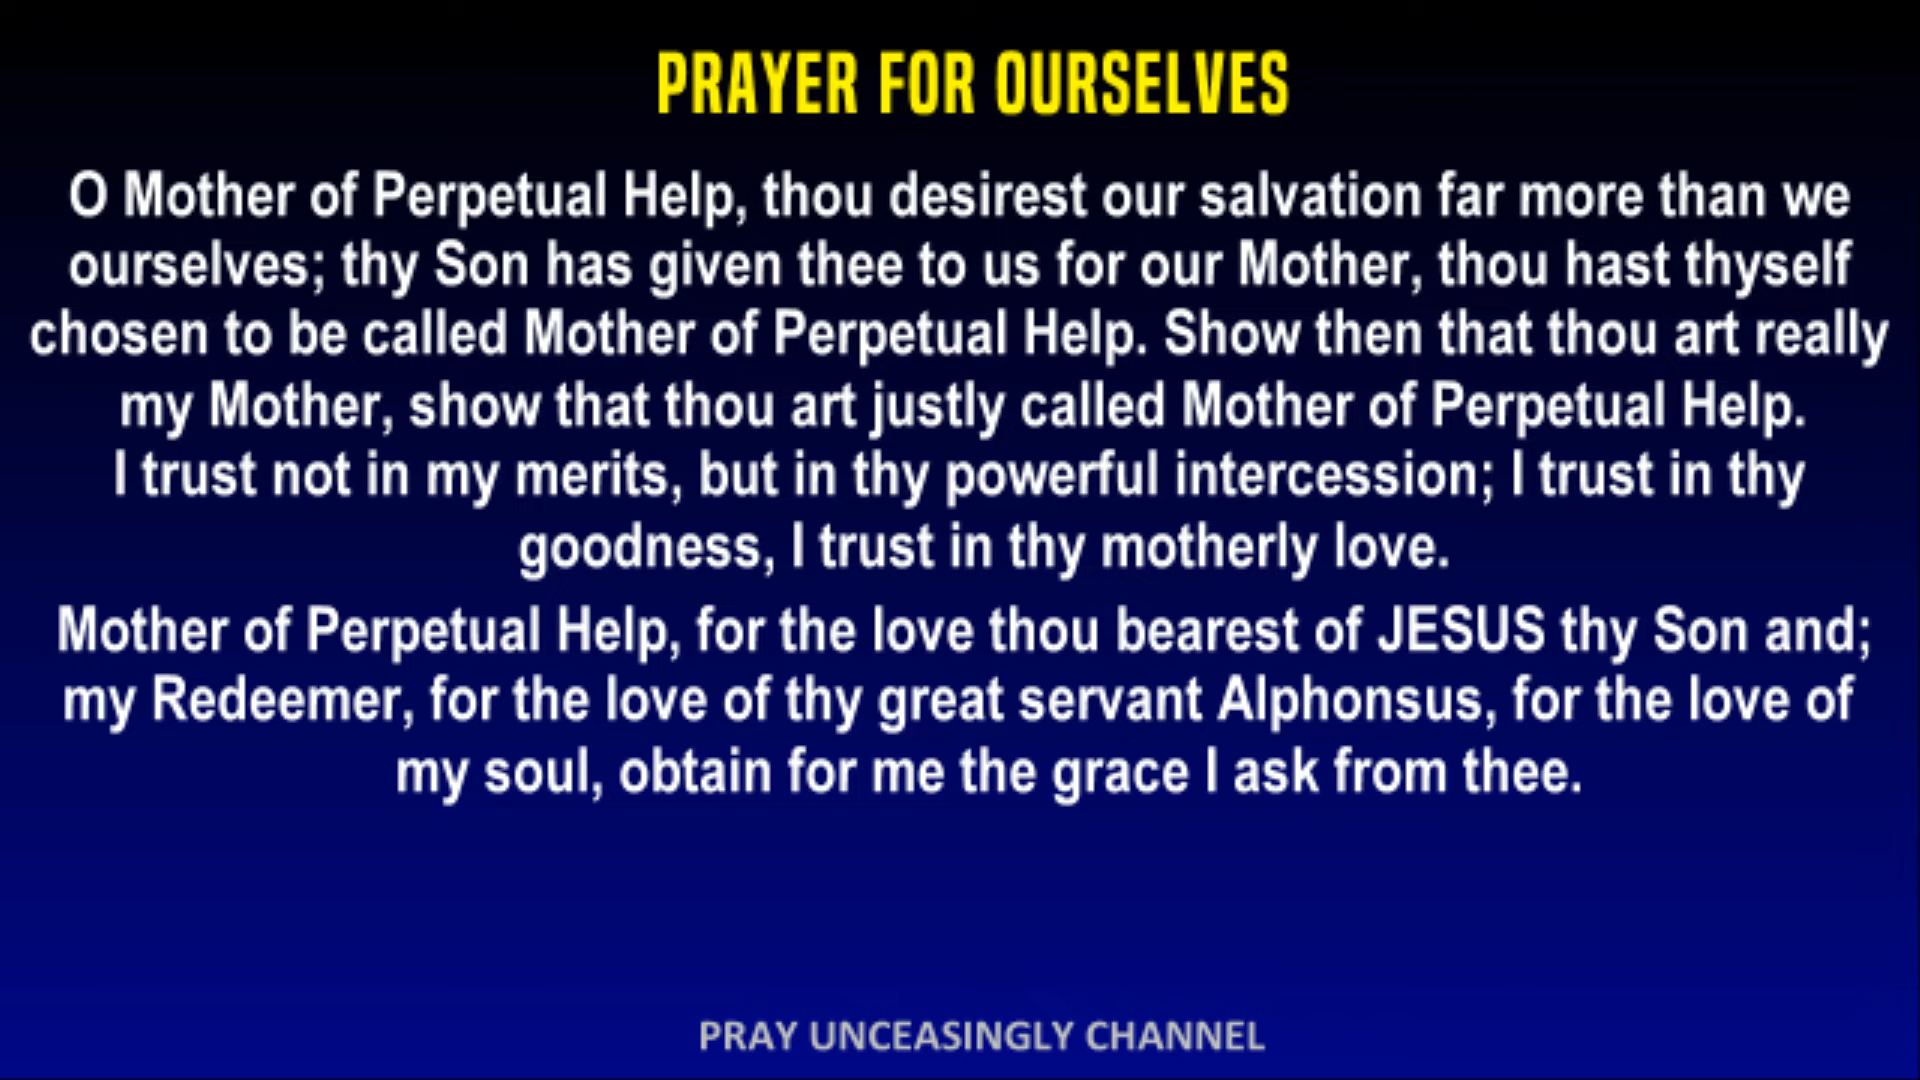 PRAYER FOR OURSELVES
O Mother of Perpetual Help, thou desirest our salvation far more than we
ourselves; thy Son has given thee to us for our Mother, thou hast thyself
chosen to be called Mother of Perpetual Help. Show then that thou art really
my Mother, show that thou art justly called Mother of Perpetual Help.
I trust not in my merits, but in thy powerful intercession; I trust in thy
goodness, I trust in thy motherly love.
Mother of Perpetual Help, for the love thou bearest of JESUS thy Son and;
my Redeemer, for the love of thy great servant Alphonsus, for the love of
my soul, obtain for me the grace I ask from thee.
PRAY UNCEASINGLY CHANNEL